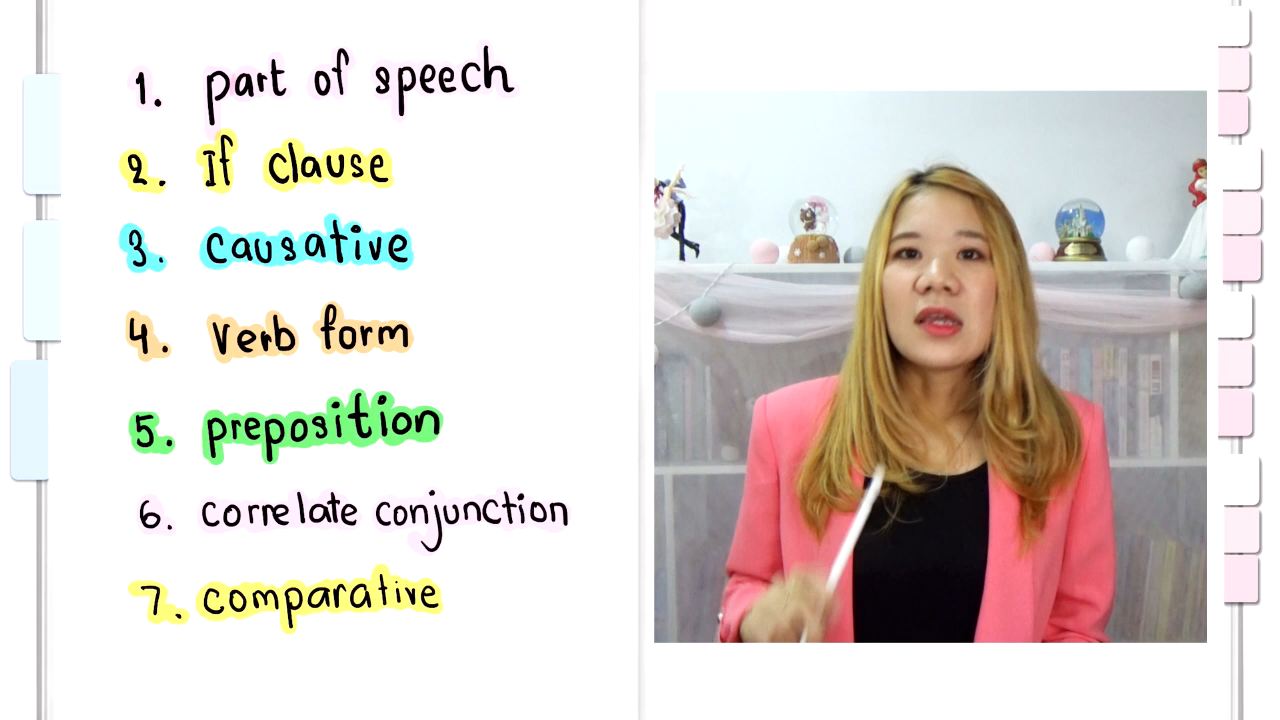 1. part of speech
2. If clause
3. causative
4. verb form
5. preposition
6. correlate conjunction
7. comparative